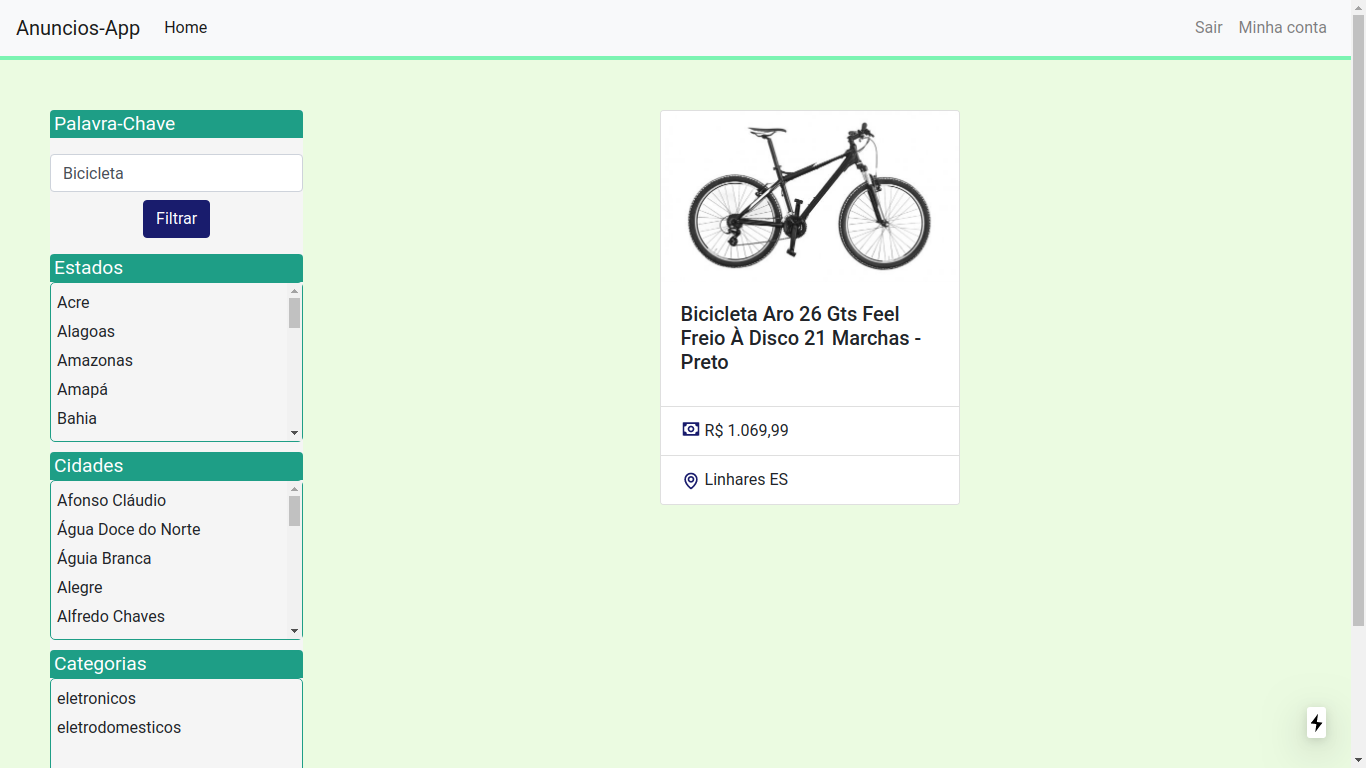 Anuncios-App Home Sair Minha conta
Palavra-Chave
Bicicleta
Filtrar
Estados
Acre
Alagoas
Amazonas
Amapá
Bahia
Cidades
Afonso Cláudio
Água Doce do Norte
Águia Branca
Alegre
Alfredo Chaves
Categorias
eletronicos
eletrodomesticos
Bicicleta Aro 26 Gts Feel
Freio À Disco 21 Marchas -
Preto
R$ 1.069,99
Linhares ES